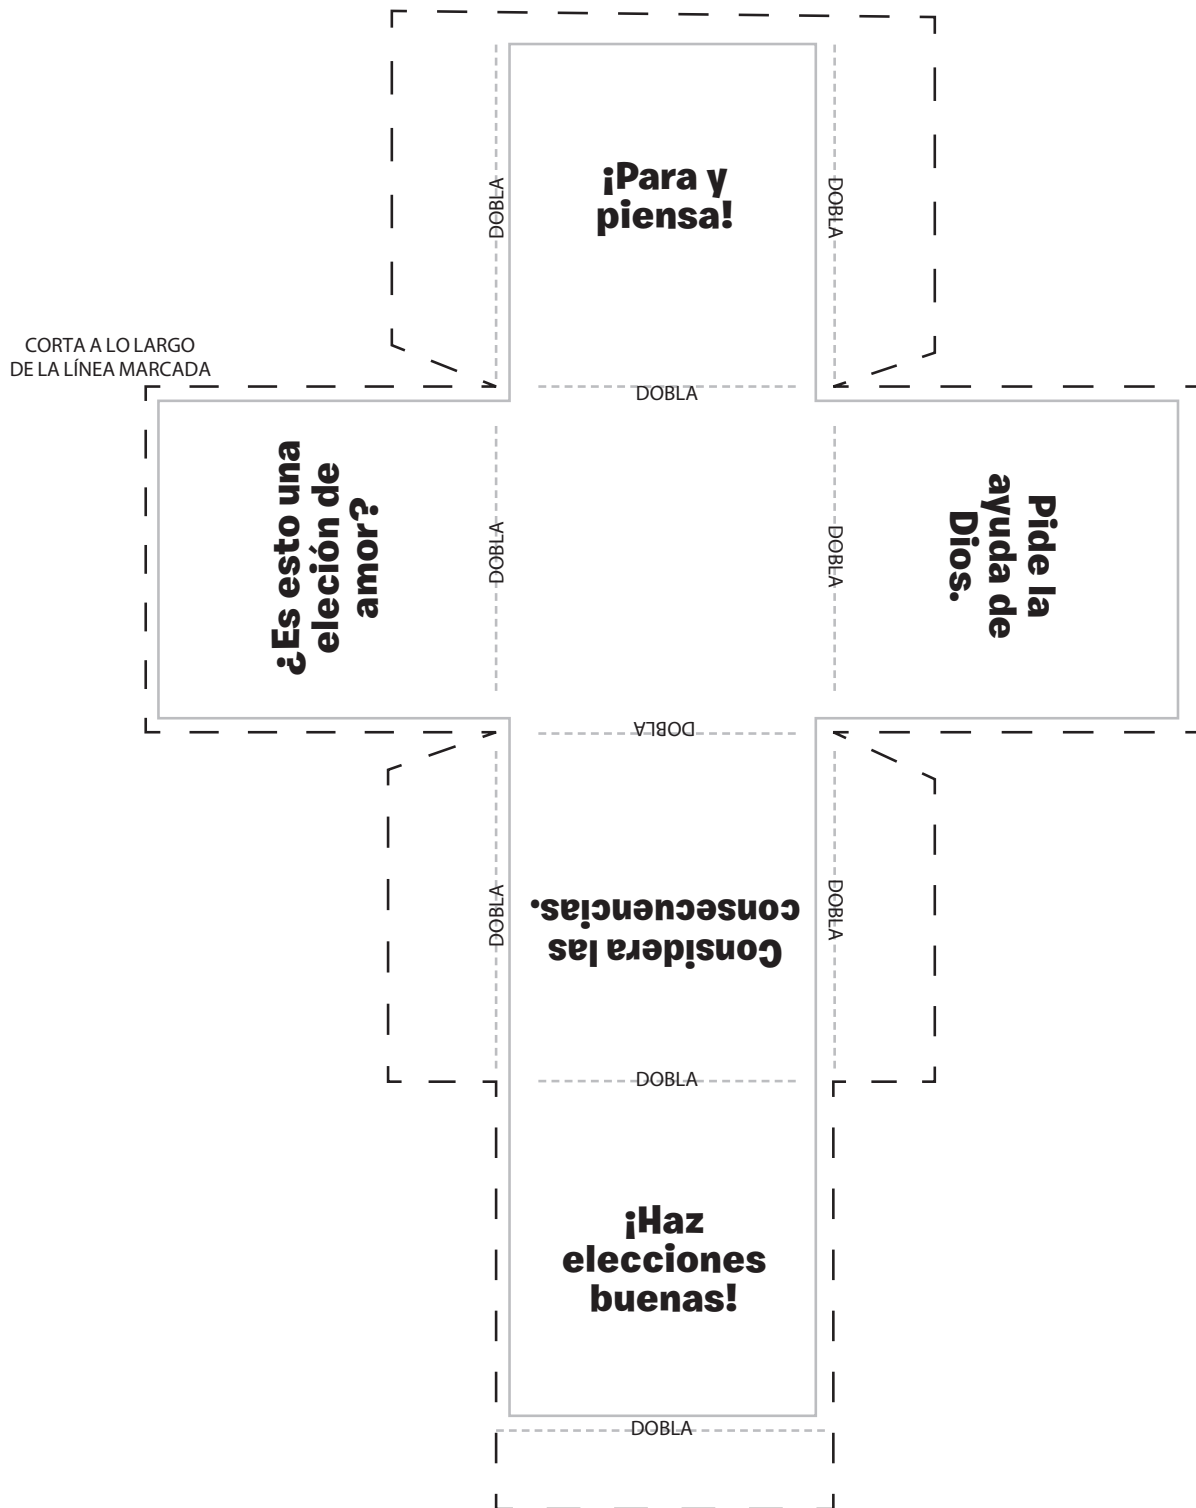 ¡Para y
piensa!
DOBLA
DOBLA
CORTA A LO LARGO
DE LA LÍNEA MARCADA
DOBLA
¿Es esto una
eleción de
amor?
DOBLA
DOBLA
Pide la
ayuda de
Dios.
DOBLA
DOBLA
Considera las
consecuencias.
DOBLA
DOBLA
¡Haz
elecciones
buenas!
DOBLA